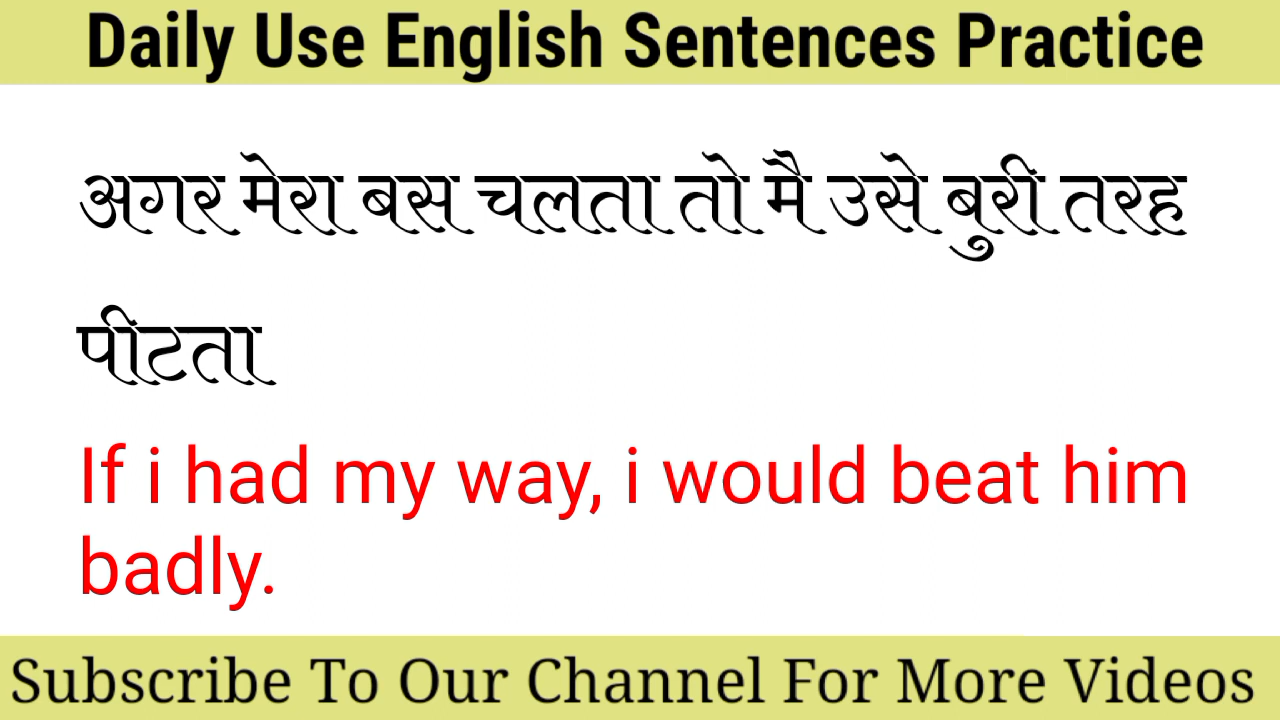 Daily Use English Sentences Practice
अगर मेरा बस चलता तो मै उसे बुरी तरह
पीटता
If i had my way, i would beat him
badly.
Subscribe To Our Channel For More Videos